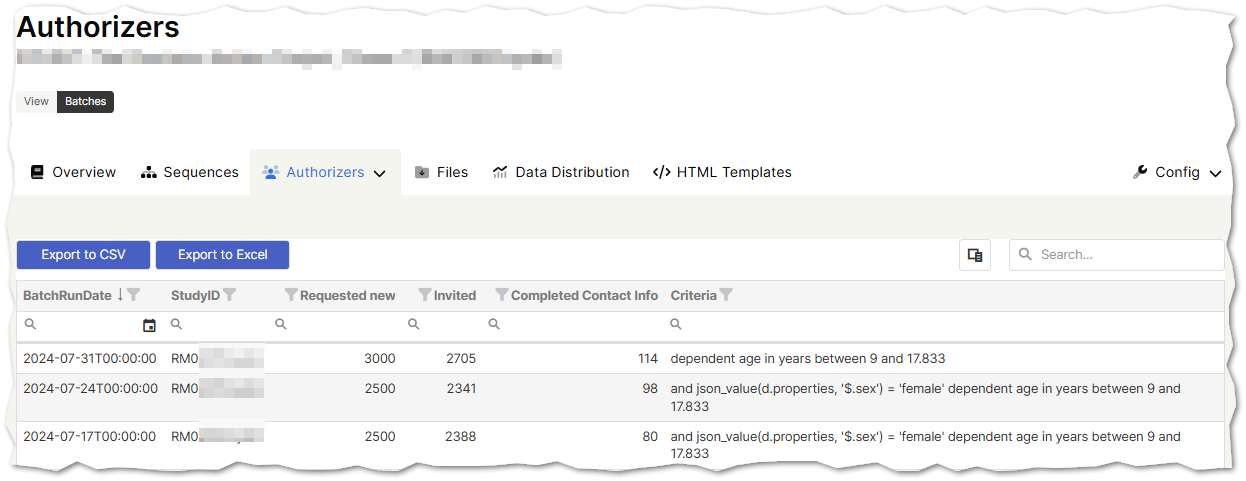 Authorizers
View Batches
Overview Sequences Authorizers Files Data Distribution HTML Templates Config
Export to CSV Export to Excel Search...
BatchRunDate StudyID Requested new Invited Completed Contact Info Criteria
2024-07-31T00:00:00 RM0 3000 2705 114 dependent age in years between 9 and 17.833
2024-07-24T00:00:00 RM0 2500 2341 98 and json_value(d.properties, '$.sex') = 'female' dependent age in years between 9 and
17.833
2024-07-17T00:00:00 RM0 2500 2388 80 and json_value(d.properties, '$.sex') = 'female' dependent age in years between 9 and
17.833